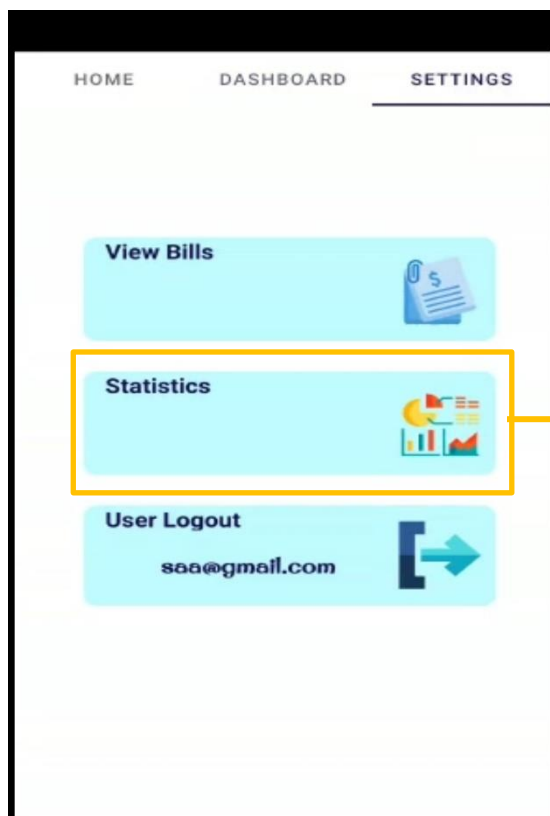 HOME DASHBOARD SETTINGS
View Bills
$
Statistics
User Logout
saa@gmail.com